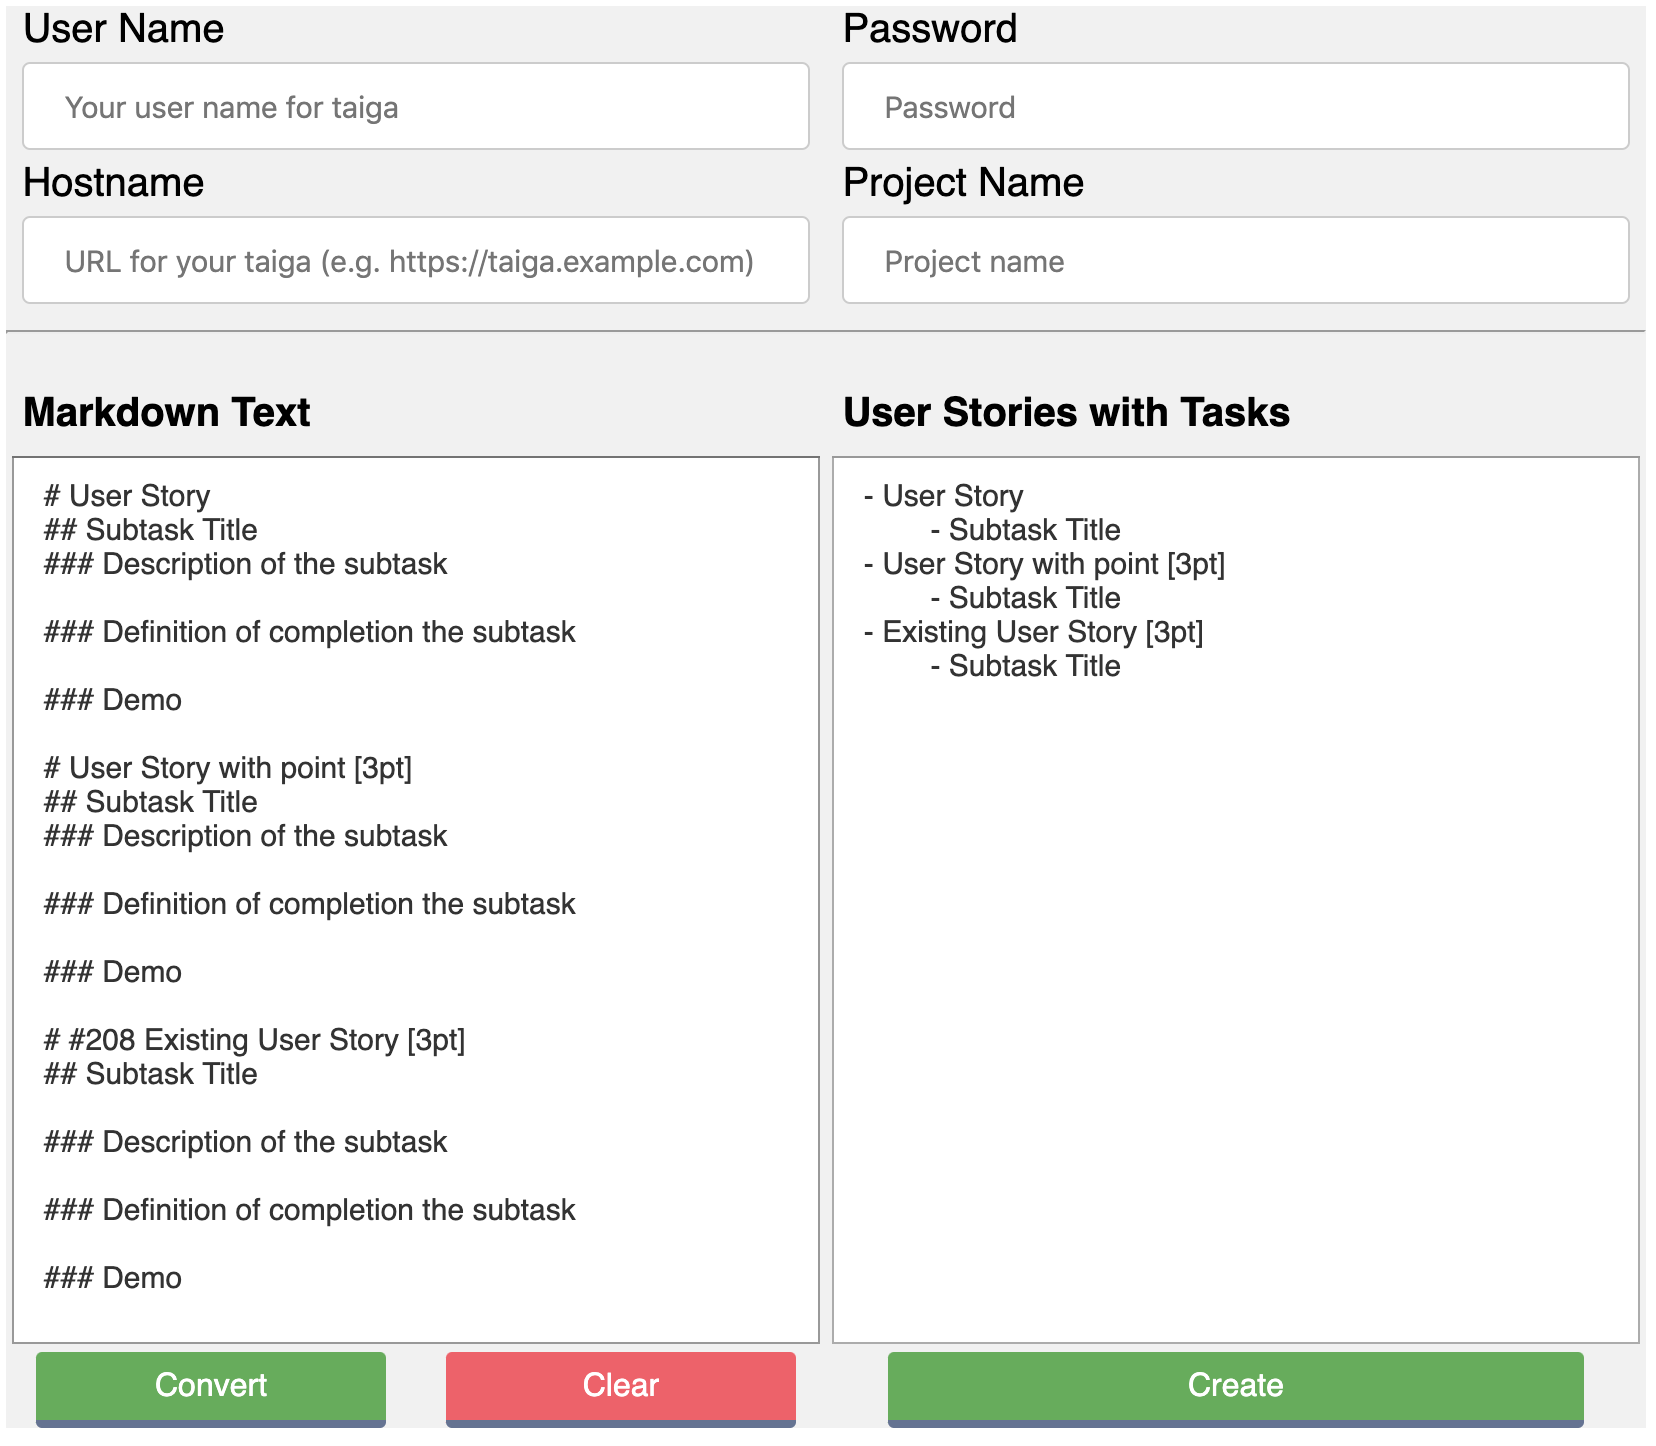 User Name
Password
Your user name for taiga
Password
Hostname
Project Name
URL for your taiga (e.g. https://taiga.example.com)
Project name
Markdown Text
# User Story
## Subtask Title
### Description of the subtask
### Definition of completion the subtask
### Demo
# User Story with point [3pt]
## Subtask Title
### Description of the subtask
### Definition of completion the subtask
### Demo
# #208 Existing User Story [3pt]
## Subtask Title
### Description of the subtask
### Definition of completion the subtask
### Demo
Convert
Clear
User Stories with Tasks
- User Story
- Subtask Title
- User Story with point [3pt]
- Subtask Title
- Existing User Story [3pt]
- Subtask Title
Create